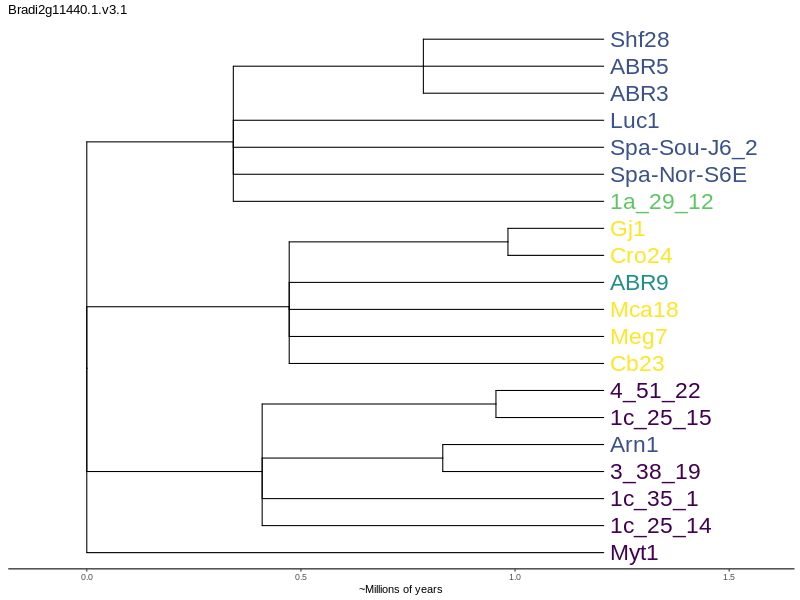 Bradi2g11440.1.v3.1
Shf28
ABR5
ABR3
Luc1
Spa-Sou-J6_2
Spa-Nor-S6E
1a_29_12
Gj1
Cro24
ABR9
Mca18
Meg7
Cb23
4_51_22
1c_25_15
Arn1
3_38_19
1c_35_1
1c_25_14
Myt1
0.0 0.5 1.0 1.5
~Millions of years